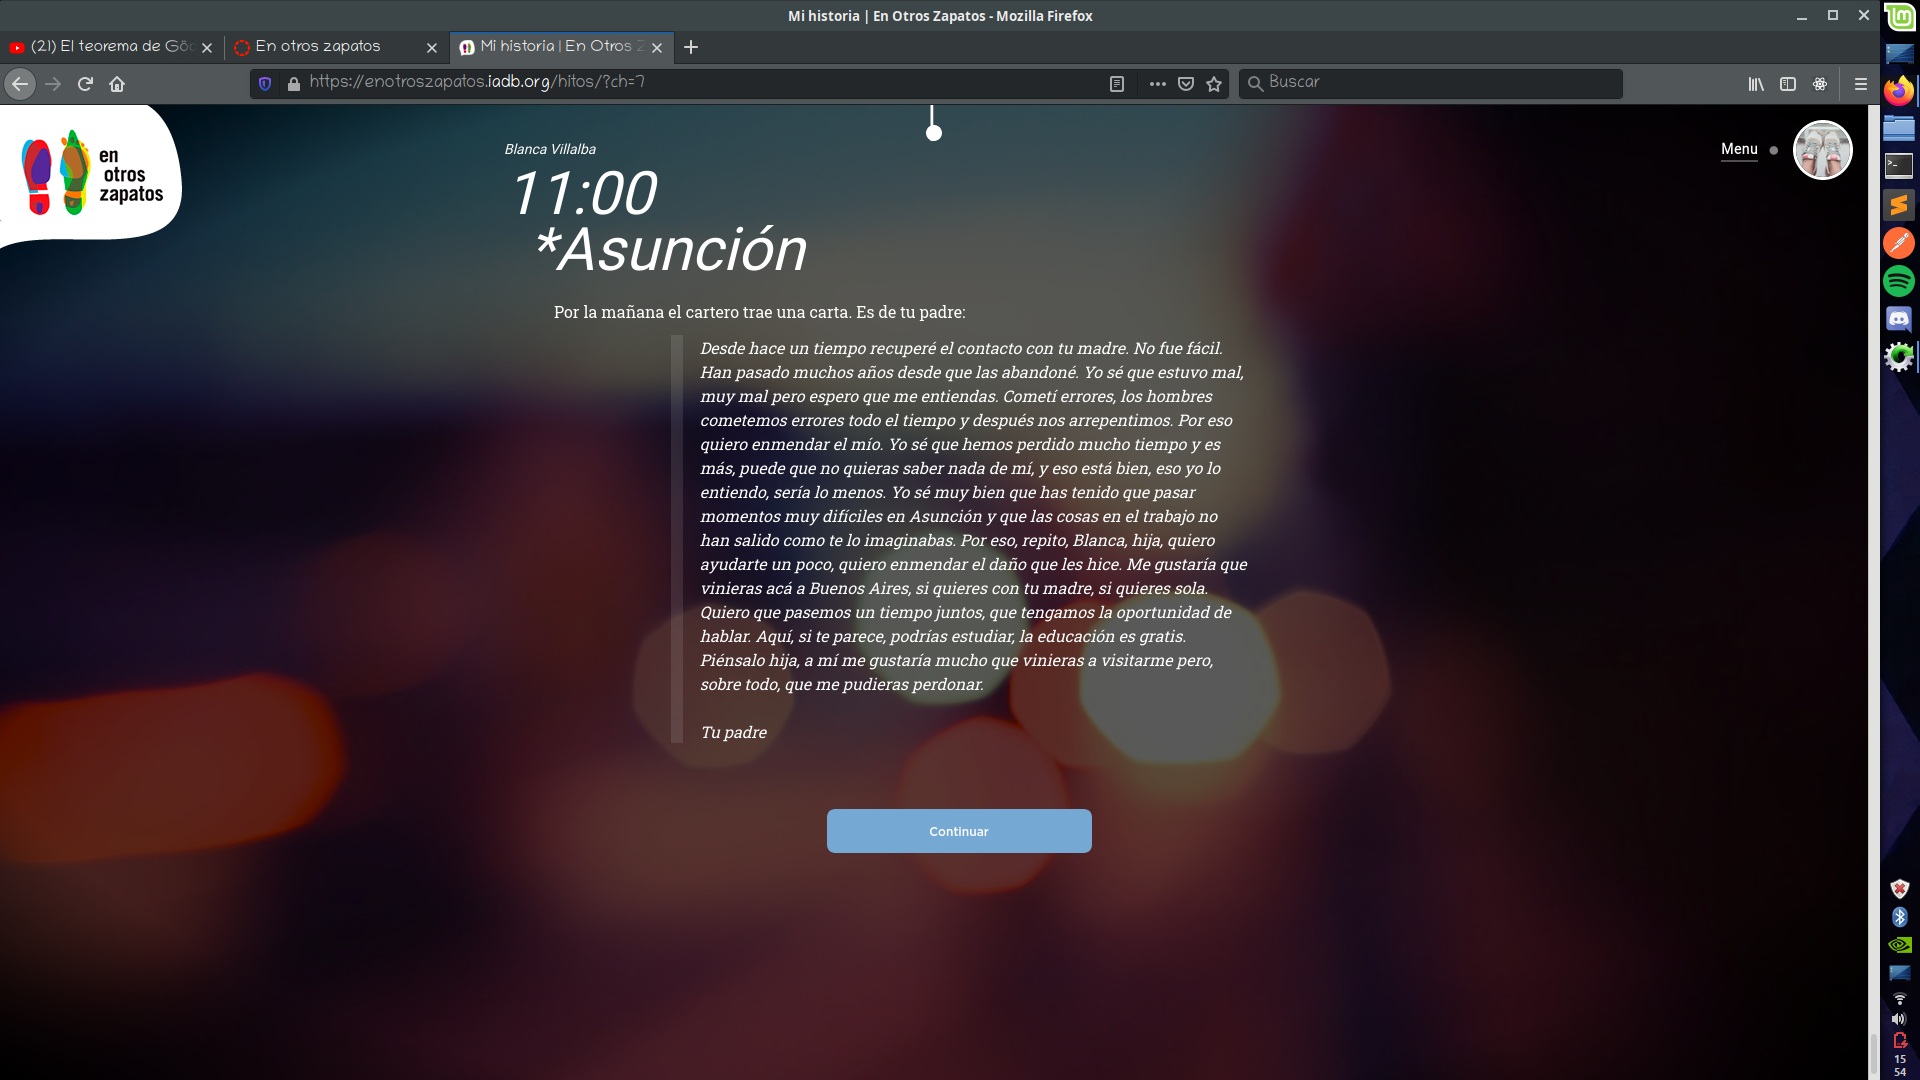 Mi historia | En Otros Zapatos - Mozilla Firefox
(21) El teorema de Göd
En otros zapatos
Mi historia | En Otros Z
https://enotroszapatos.iadb.org/hitos/?ch=7
Buscar
en
otros
zapatos
Menu
Blanca Villalba
11:00
*Asunción
Por la mañana el cartero trae una carta. Es de tu padre:
Desde hace un tiempo recuperé el contacto con tu madre. No fue fácil.
Han pasado muchos años desde que las abandoné. Yo sé que estuvo mal,
muy mal pero espero que me entiendas. Cometí errores, los hombres
cometemos errores todo el tiempo y después nos arrepentimos. Por eso
quiero enmendar el mío. Yo sé que hemos perdido mucho tiempo y es
más, puede que no quieras saber nada de mí, y eso está bien, eso yo lo
entiendo, sería lo menos. Yo sé muy bien que has tenido que pasar
momentos muy difíciles en Asunción y que las cosas en el trabajo no
han salido como te lo imaginabas. Por eso, repito, Blanca, hija, quiero
ayudarte un poco, quiero enmendar el daño que les hice. Me gustaría que
vinieras acá a Buenos Aires, si quieres con tu madre, si quieres sola.
Quiero que pasemos un tiempo juntos, que tengamos la oportunidad de
hablar. Aquí, si te parece, podrías estudiar, la educación es gratis.
Piénsalo hija, a mí me gustaría mucho que vinieras a visitarme pero,
sobre todo, que me pudieras perdonar.
Tu padre
Continuar
15
54